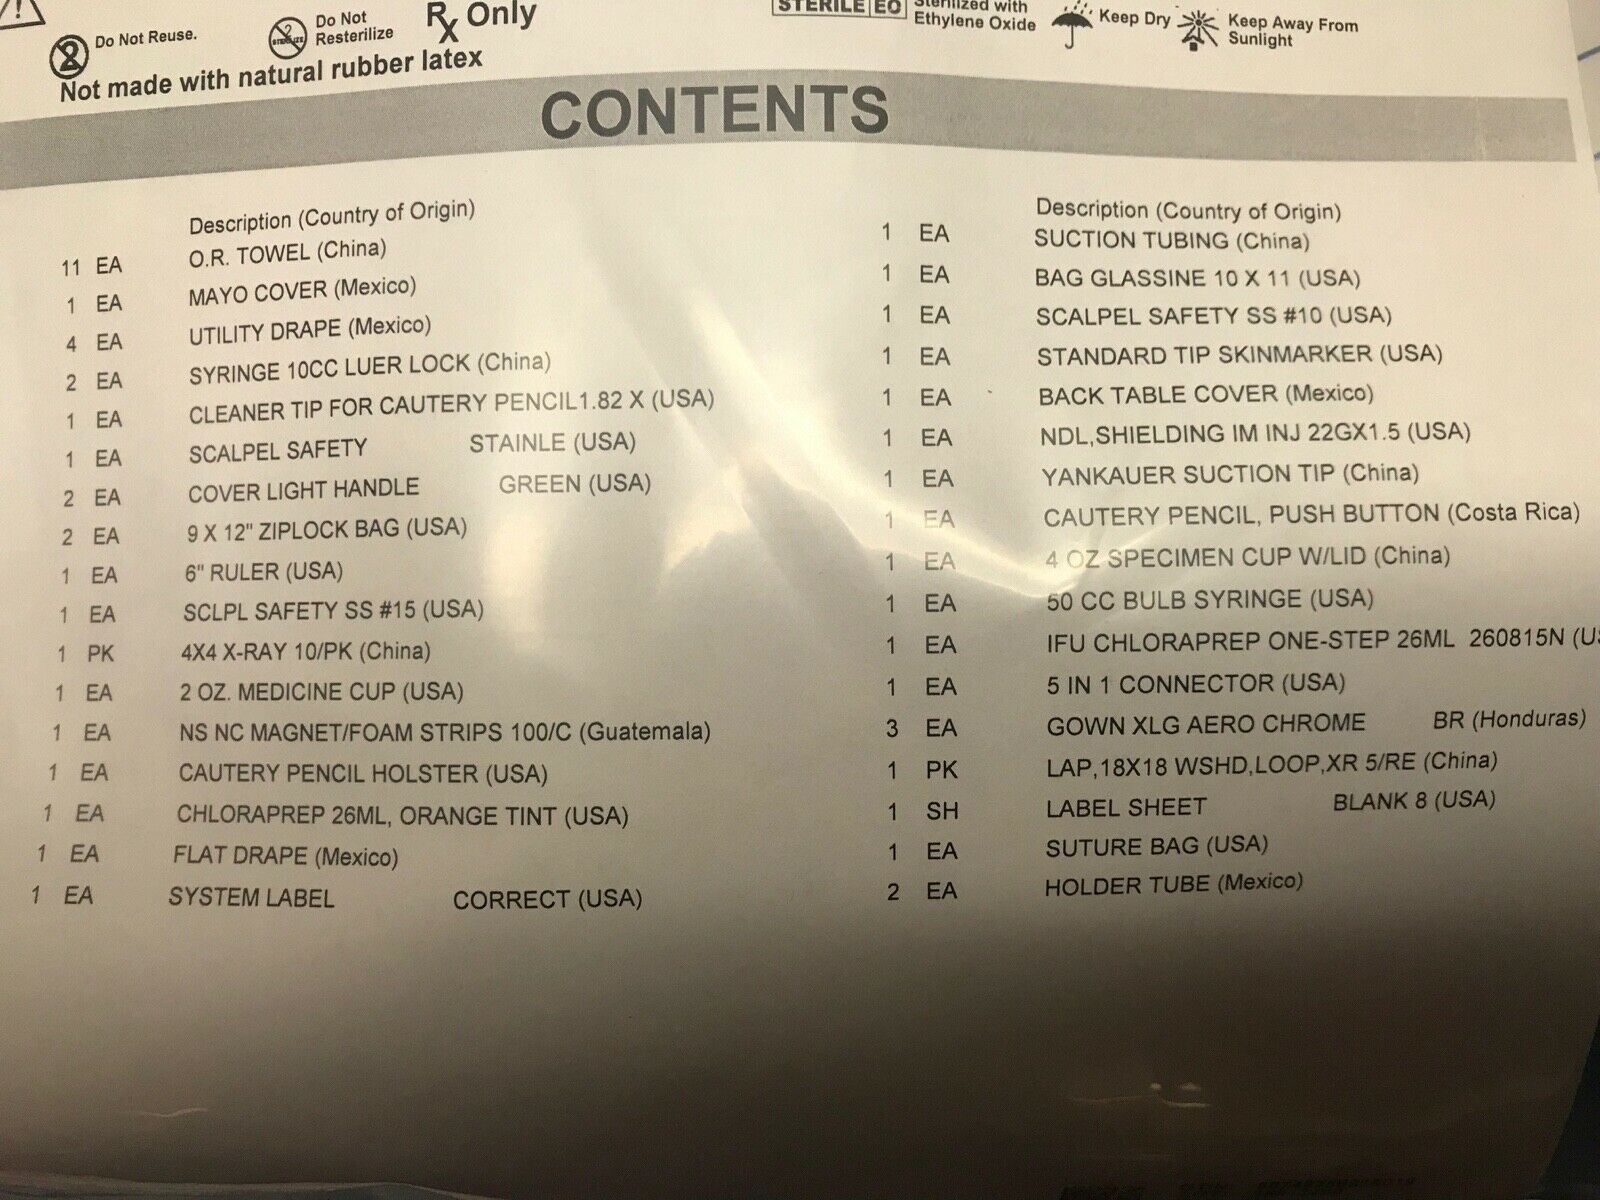 Do Not Reuse.
Do Not
Resterilize
Rx Only
STERILE EO
Sterilized with
Ethylene Oxide
Keep Dry
Keep Away From
Sunlight
Not made with natural rubber latex
CONTENTS
Description (Country of Origin)
11 EA O.R. TOWEL (China)
1 EA MAYO COVER (Mexico)
4 EA UTILITY DRAPE (Mexico)
2 EA SYRINGE 10CC LUER LOCK (China)
1 EA CLEANER TIP FOR CAUTERY PENCIL1.82 X (USA)
1 EA SCALPEL SAFETY STAINLE (USA)
2 EA COVER LIGHT HANDLE GREEN (USA)
2 EA 9 X 12" ZIPLOCK BAG (USA)
1 EA 6" RULER (USA)
1 EA SCLPL SAFETY SS #15 (USA)
1 PK 4X4 X-RAY 10/PK (China)
1 EA 2 OZ. MEDICINE CUP (USA)
1 EA NS NC MAGNET/FOAM STRIPS 100/C (Guatemala)
1 EA CAUTERY PENCIL HOLSTER (USA)
1 EA CHLORAPREP 26ML, ORANGE TINT (USA)
1 EA FLAT DRAPE (Mexico)
1 EA SYSTEM LABEL CORRECT (USA)
Description (Country of Origin)
1 EA SUCTION TUBING (China)
1 EA BAG GLASSINE 10 X 11 (USA)
1 EA SCALPEL SAFETY SS #10 (USA)
1 EA STANDARD TIP SKINMARKER (USA)
1 EA BACK TABLE COVER (Mexico)
1 EA NDL,SHIELDING IM INJ 22GX1.5 (USA)
1 EA YANKAUER SUCTION TIP (China)
1 EA CAUTERY PENCIL, PUSH BUTTON (Costa Rica)
1 EA 4 OZ SPECIMEN CUP W/LID (China)
1 EA 50 CC BULB SYRINGE (USA)
1 EA IFU CHLORAPREP ONE-STEP 26ML 260815N (US
1 EA 5 IN 1 CONNECTOR (USA)
3 EA GOWN XLG AERO CHROME BR (Honduras)
1 PK LAP,18X18 WSHD,LOOP,XR 5/RE (China)
1 SH LABEL SHEET BLANK 8 (USA)
1 EA SUTURE BAG (USA)
2 EA HOLDER TUBE (Mexico)